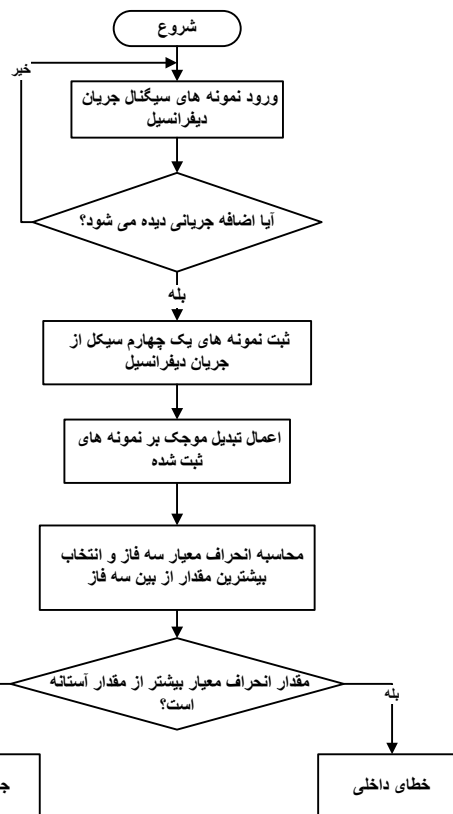 شروع
خیر
ورود نمونه های سیگنال جریان
دیفرانسیل
آیا اضافه جریانی دیده می شود؟
بله
ثبت نمونه های یک چهارم سیکل از
جریان دیفرانسیل
اعمال تبدیل موجک بر نمونه های
ثبت شده
محاسبه انحراف معیار سه فاز و انتخاب
بیشترین مقدار از بین سه فاز
مقدار انحراف معیار بیشتر از مقدار آستانه
است؟
بله
خطای داخلی